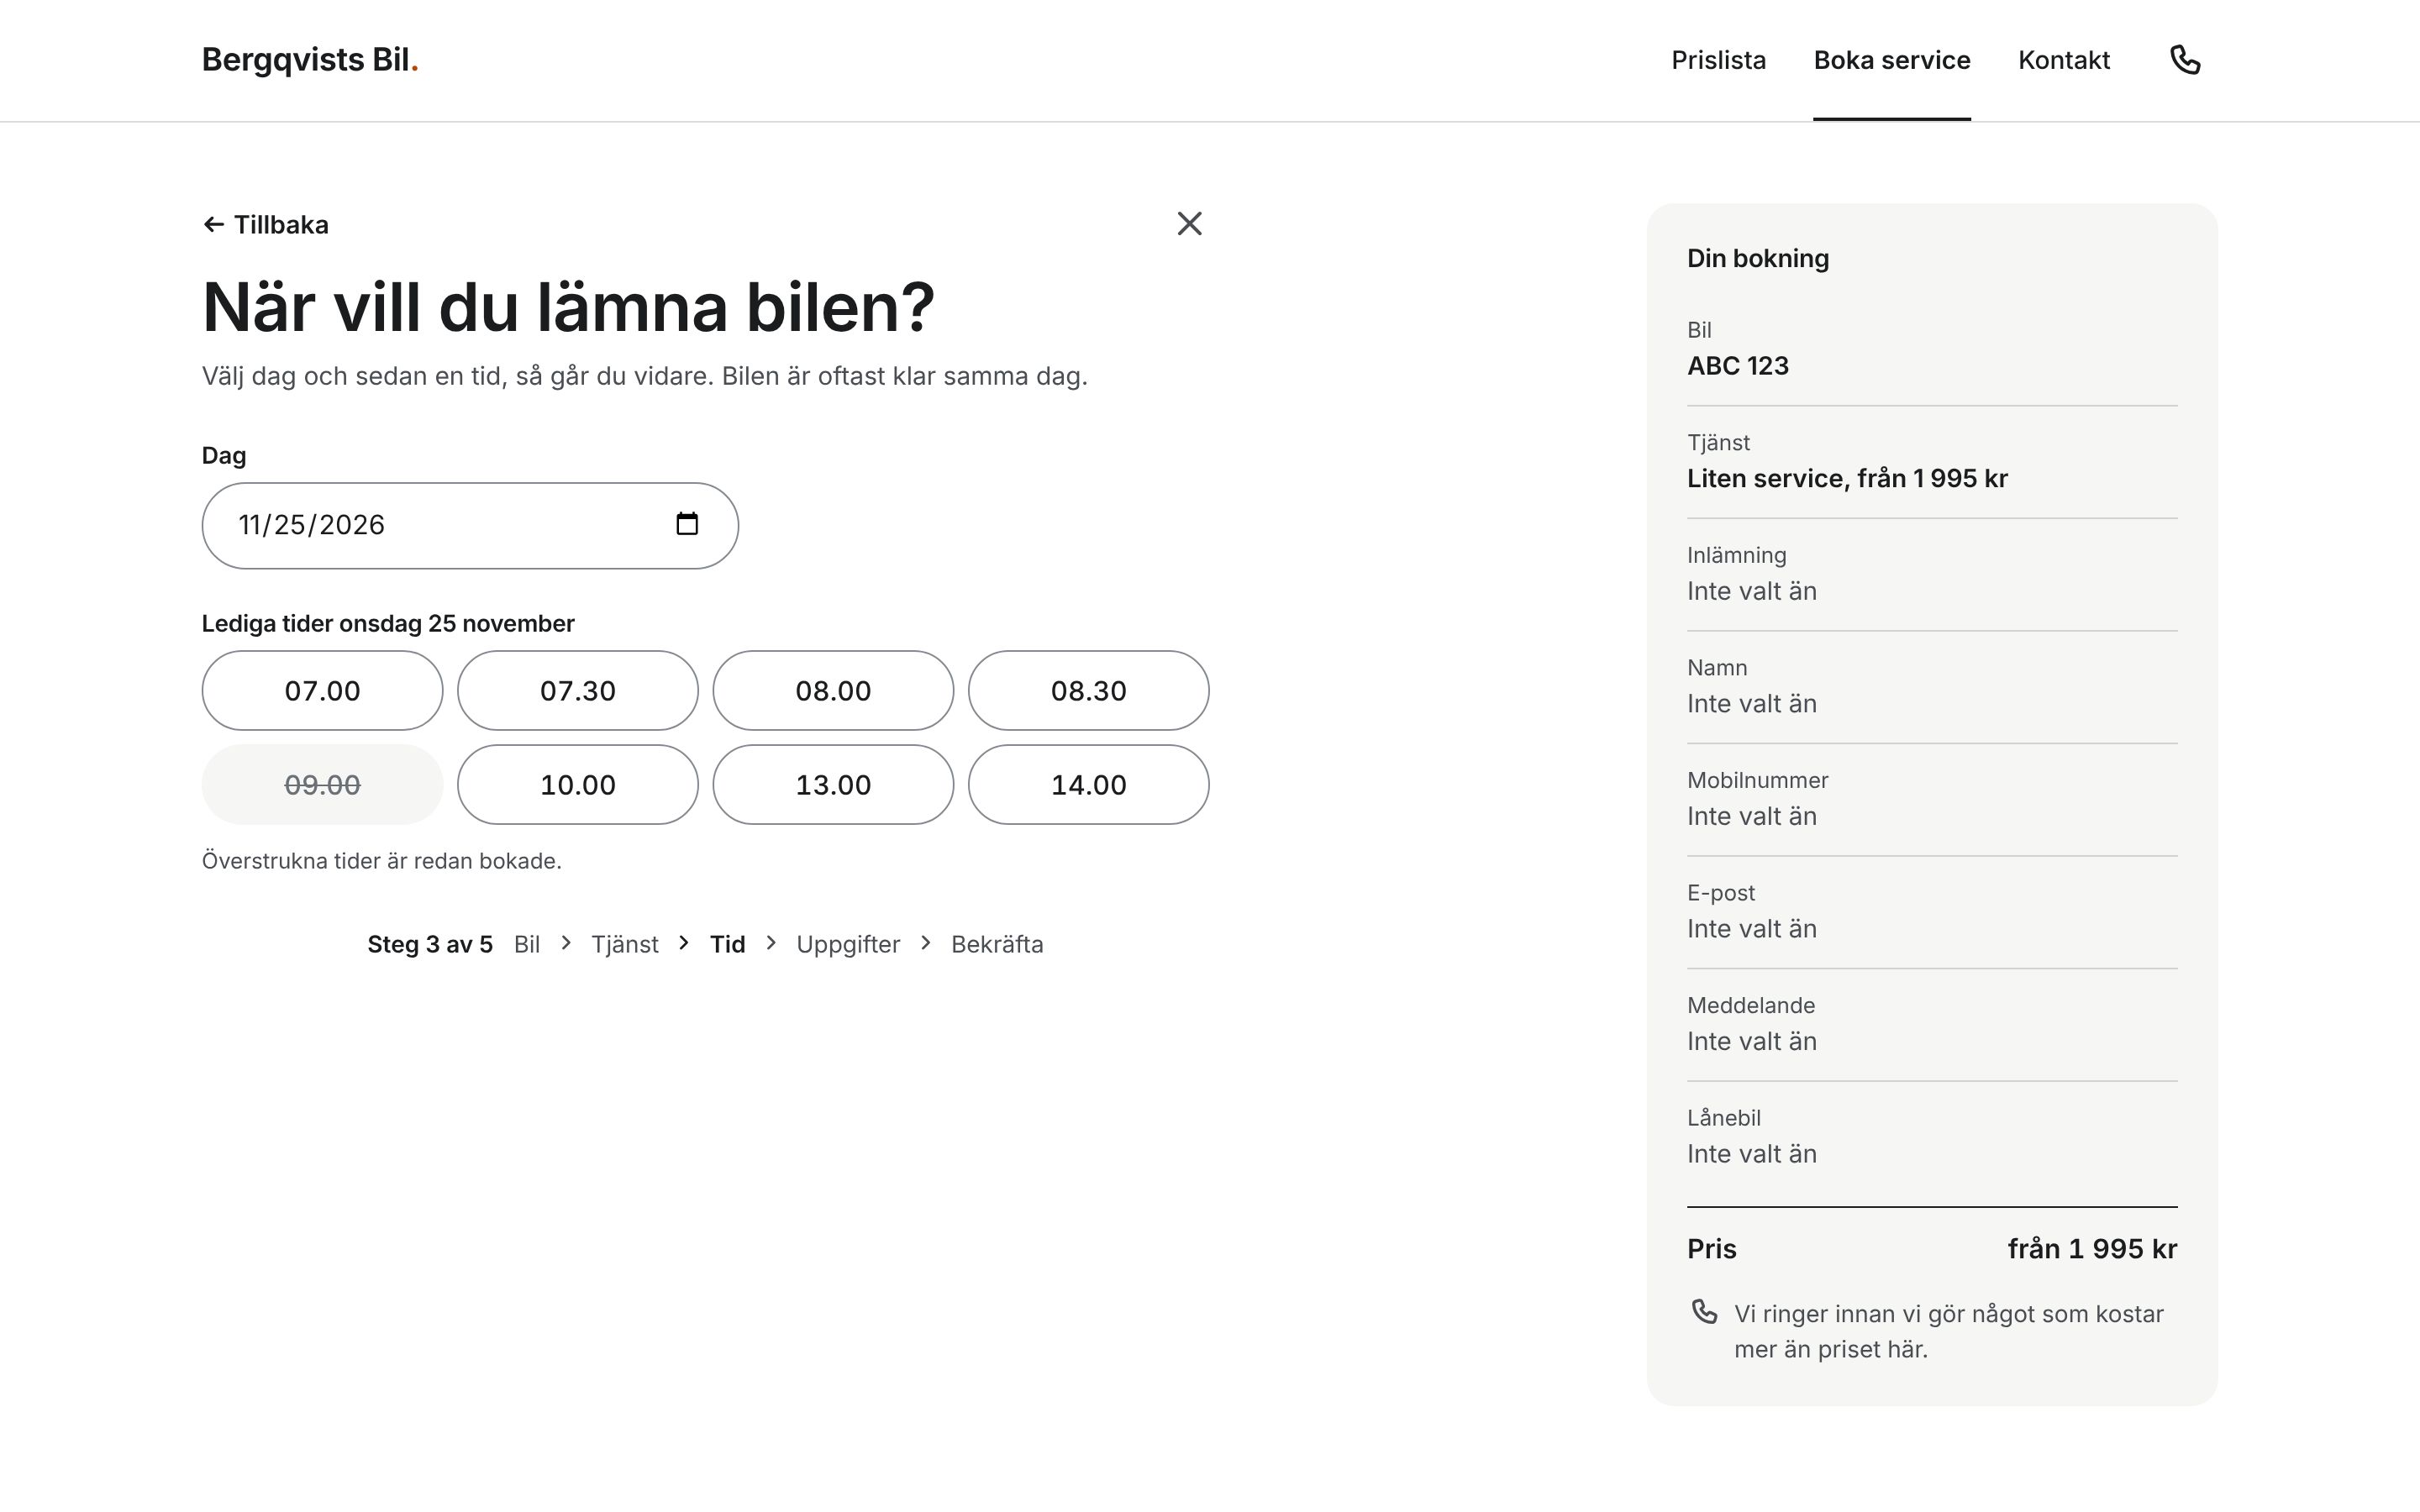 Bergqvists Bil.
Prislista
Boka service
Kontakt
Tillbaka
När vill du lämna bilen?
Välj dag och sedan en tid, så går du vidare. Bilen är oftast klar samma dag.
Dag
11/25/2026
Lediga tider onsdag 25 november
07.00
07.30
08.00
08.30
09.00
10.00
13.00
14.00
Överstrukna tider är redan bokade.
Steg 3 av 5 Bil > Tjänst > Tid > Uppgifter > Bekräfta
Din bokning
Bil
ABC 123
Tjänst
Liten service, från 1 995 kr
Inlämning
Inte valt än
Namn
Inte valt än
Mobilnummer
Inte valt än
E-post
Inte valt än
Meddelande
Inte valt än
Lånebil
Inte valt än
Pris från 1 995 kr
Vi ringer innan vi gör något som kostar
mer än priset här.